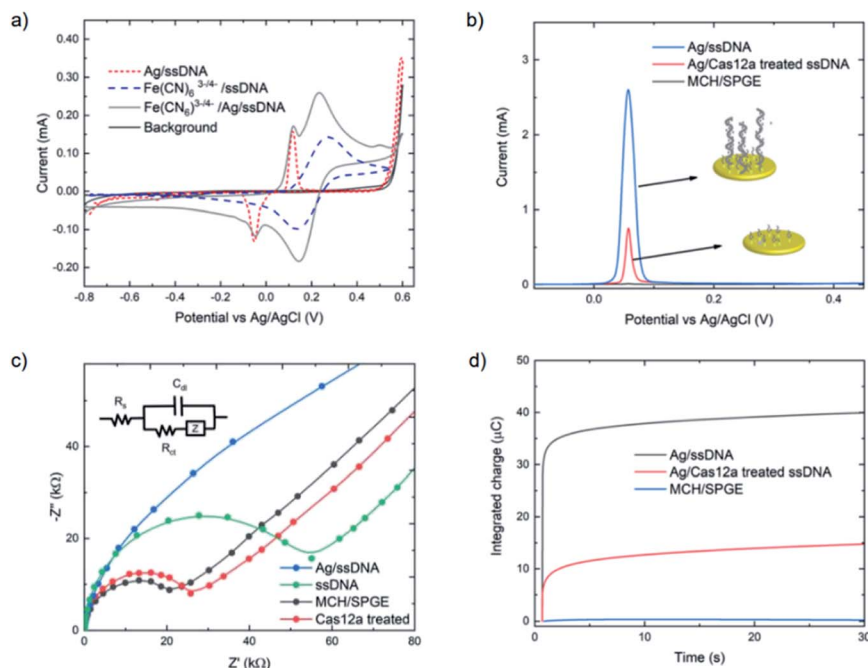 a)
0.40
0.30
0.20
0.10
0.00
-0.10
-0.20
Current (mA)
Ag/ssDNA
Fe(CN)₆ ³⁻/⁴⁻ /ssDNA
Fe(CN₆)³⁻/⁴⁻ /Ag/ssDNA
Background
-0.8 -0.6 -0.4 -0.2 0.0 0.2 0.4 0.6
Potential vs Ag/AgCl (V)
b)
3
2
1
0
Current (mA)
Ag/ssDNA
Ag/Cas12a treated ssDNA
MCH/SPGE
0.0 0.2 0.4
Potential vs Ag/AgCl (V)
c)
40
20
0
-Z'' (kΩ)
Rs
Cdl
Rct
Z
Ag/ssDNA
ssDNA
MCH/SPGE
Cas12a treated
0 20 40 60 80
Z' (kΩ)
d)
50
40
30
20
10
0
Integrated charge (µC)
Ag/ssDNA
Ag/Cas12a treated ssDNA
MCH/SPGE
0 10 20 30
Time (s)